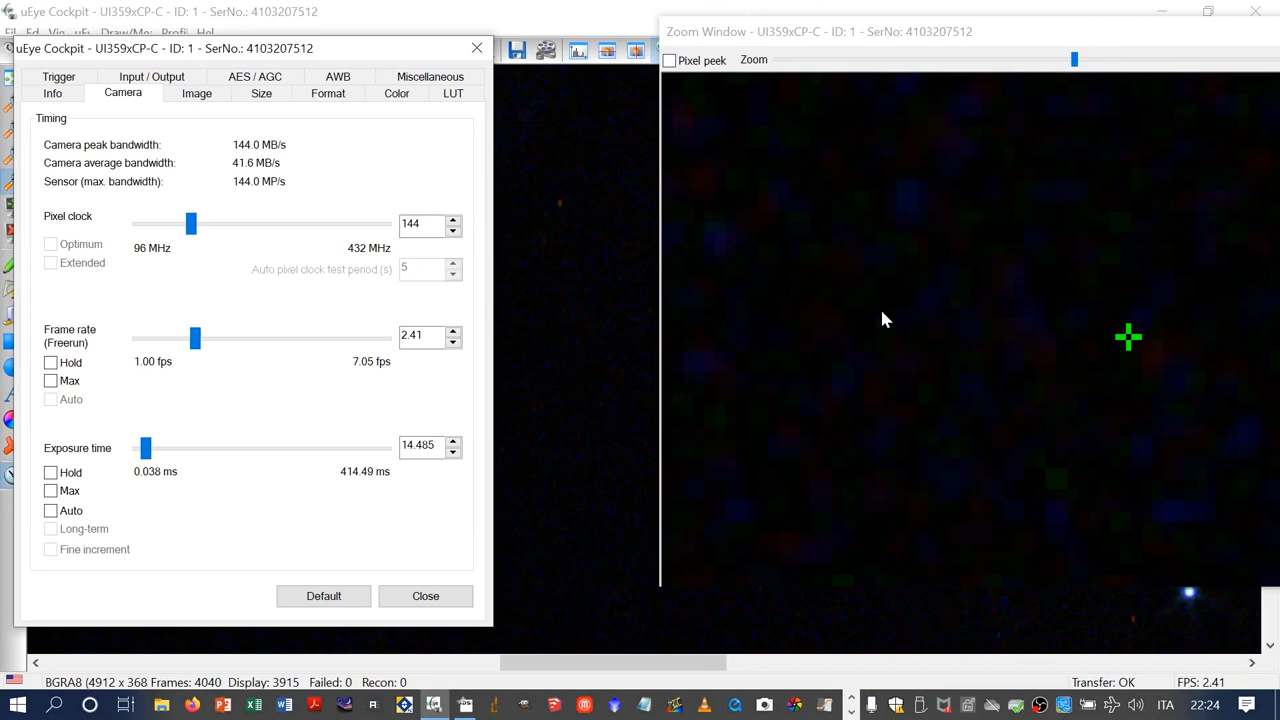 uEye Cockpit - UI359xCP-C - ID: 1 - SerNo.: 4103207512
uEye Cockpit - UI359xCP-C - ID: 1 - SerNo.: 4103207512
Zoom Window - UI359xCP-C - ID: 1 - SerNo.: 4103207512
Pixel peek Zoom
Trigger Input / Output AES / AGC AWB Miscellaneous
Info Camera Image Size Format Color LUT
Timing
Camera peak bandwidth: 144.0 MB/s
Camera average bandwidth: 41.6 MB/s
Sensor (max. bandwidth): 144.0 MP/s
Pixel clock 144
Optimum 96 MHz 432 MHz
Extended Auto pixel clock test period (s) 5
Frame rate
(Freerun) 2.41
Hold 1.00 fps 7.05 fps
Max
Auto
Exposure time 14.485
Hold 0.038 ms 414.49 ms
Max
Auto
Long-term
Fine increment
Default Close
BGRA8 (4912 x 368 Frames: 4040 Display: 3915 Failed: 0 Recon: 0 Transfer: OK FPS: 2.41
ITA 22:24